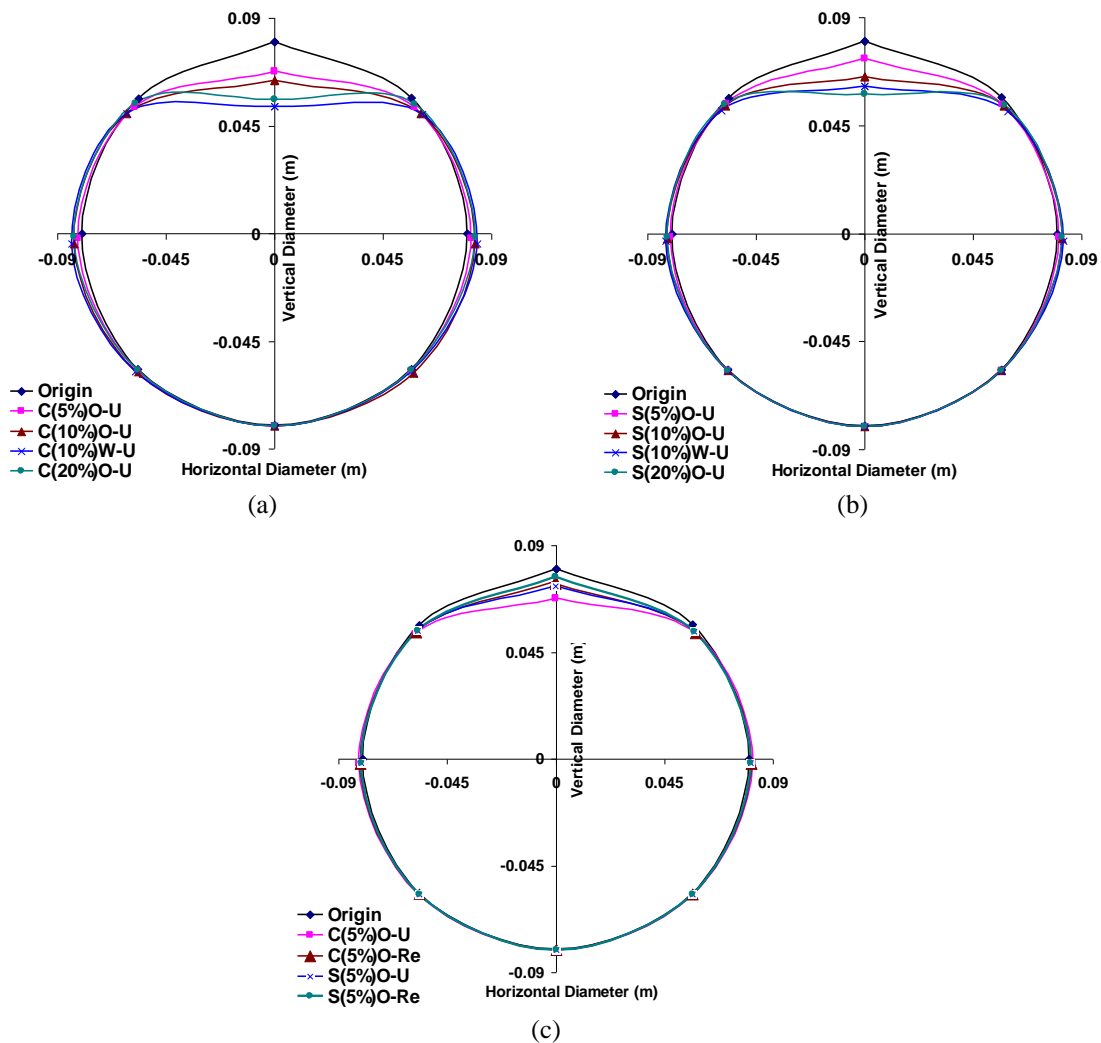 0.09
0.045
0
-0.045
-0.09
-0.09
-0.045
0
0.045
0.09
Vertical Diameter (m)
Horizontal Diameter (m)
Origin
C(5%)O-U
C(10%)O-U
C(10%)W-U
C(20%)O-U
(a)
0.09
0.045
0
-0.045
-0.09
-0.09
-0.045
0
0.045
0.09
Vertical Diameter (m)
Horizontal Diameter (m)
Origin
S(5%)O-U
S(10%)O-U
S(10%)W-U
S(20%)O-U
(b)
0.09
0.045
0
-0.045
-0.09
-0.09
-0.045
0
0.045
0.09
Vertical Diameter (m)
Horizontal Diameter (m)
Origin
C(5%)O-U
C(5%)O-Re
S(5%)O-U
S(5%)O-Re
(c)